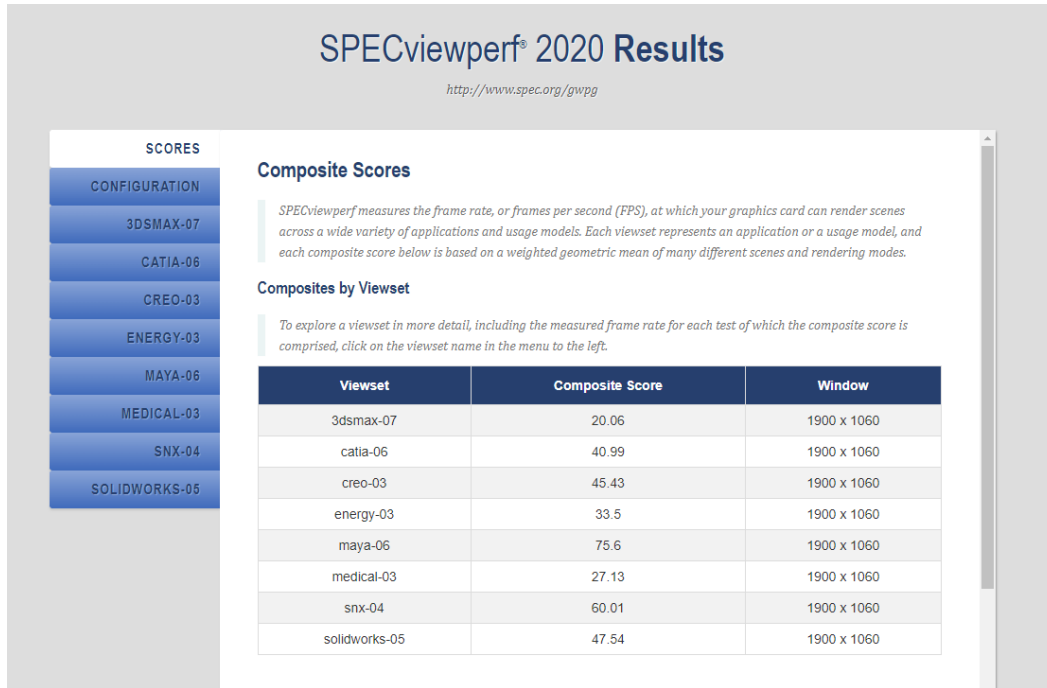 SPECviewperf® 2020 Results
http://www.spec.org/gwpg
SCORES
CONFIGURATION
3DSMAX-07
CATIA-06
CREO-03
ENERGY-03
MAYA-06
MEDICAL-03
SNX-04
SOLIDWORKS-05
Composite Scores
SPECviewperf measures the frame rate, or frames per second (FPS), at which your graphics card can render scenes
across a wide variety of applications and usage models. Each viewset represents an application or a usage model, and
each composite score below is based on a weighted geometric mean of many different scenes and rendering modes.
Composites by Viewset
To explore a viewset in more detail, including the measured frame rate for each test of which the composite score is
comprised, click on the viewset name in the menu to the left.
Viewset Composite Score Window
3dsmax-07 20.06 1900 x 1060
catia-06 40.99 1900 x 1060
creo-03 45.43 1900 x 1060
energy-03 33.5 1900 x 1060
maya-06 75.6 1900 x 1060
medical-03 27.13 1900 x 1060
snx-04 60.01 1900 x 1060
solidworks-05 47.54 1900 x 1060